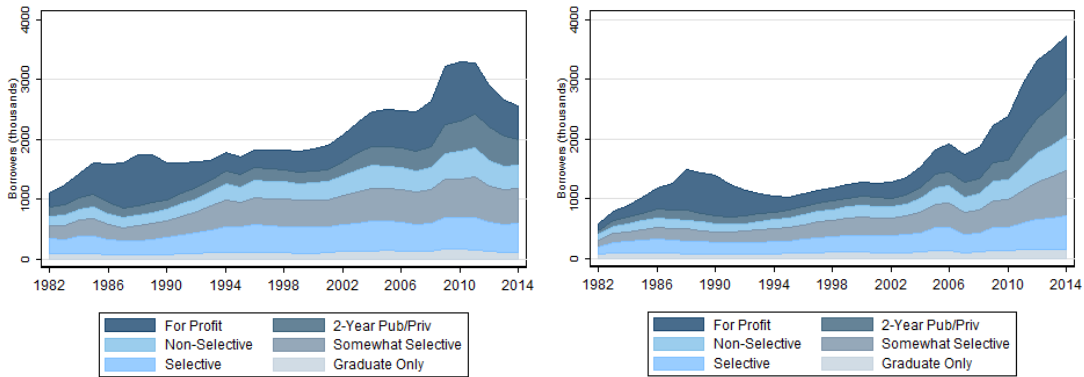 4000
3000
2000
1000
0
Borrowers (thousands)
1982 1986 1990 1994 1998 2002 2006 2010 2014
For Profit 2-Year Pub/Priv
Non-Selective Somewhat Selective
Selective Graduate Only
4000
3000
2000
1000
0
Borrowers (thousands)
1982 1986 1990 1994 1998 2002 2006 2010 2014
For Profit 2-Year Pub/Priv
Non-Selective Somewhat Selective
Selective Graduate Only